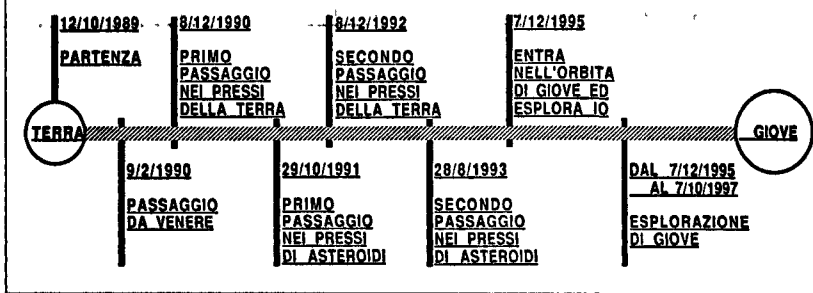 12/10/1989
PARTENZA
8/12/1990
PRIMO
PASSAGGIO
NEI PRESSI
DELLA TERRA
8/12/1992
SECONDO
PASSAGGIO
NEI PRESSI
DELLA TERRA
7/12/1995
ENTRA
NELL'ORBITA
DI GIOVE ED
ESPLORA IO
TERRA
GIOVE
9/2/1990
PASSAGGIO
DA VENERE
29/10/1991
PRIMO
PASSAGGIO
NEI PRESSI
DI ASTEROIDI
28/8/1993
SECONDO
PASSAGGIO
NEI PRESSI
DI ASTEROIDI
DAL 7/12/1995
AL 7/10/1997
ESPLORAZIONE
DI GIOVE